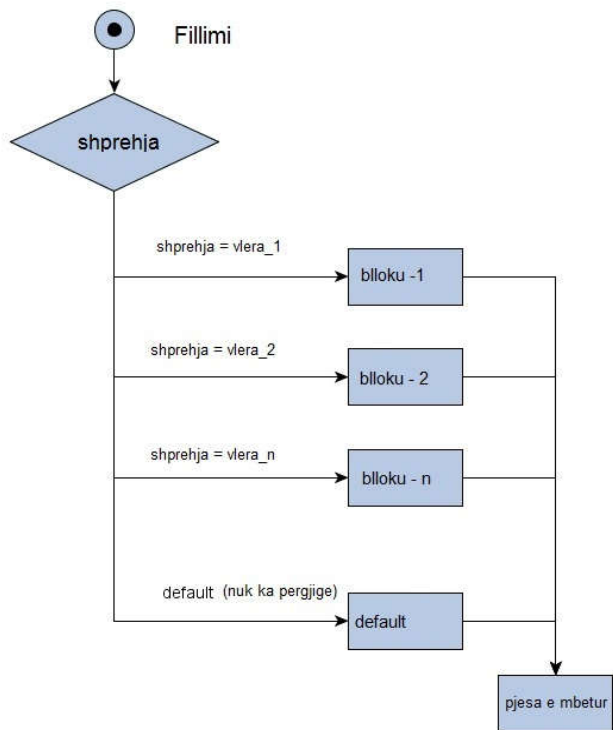 Fillimi
shprehja
shprehja = vlera_1
blloku -1
shprehja = vlera_2
blloku - 2
shprehja = vlera_n
blloku - n
default (nuk ka pergjige)
default
pjesa e mbetur